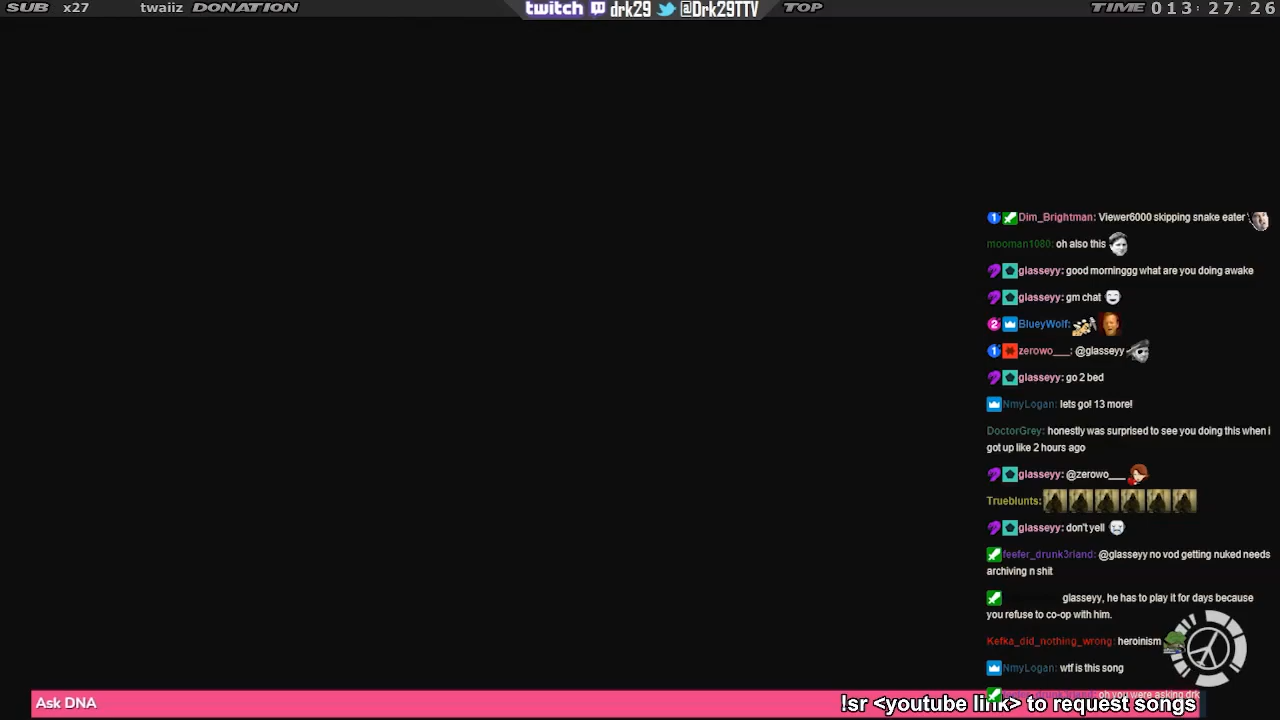 SUB x27 twaiiz DONATION twitch drk29 @Drk29TTV TOP TIME 013:27:26
Dim_Brightman: Viewer6000 skipping snake eater
mooman1080: oh also this
glasseyy: good morninggg what are you doing awake
glasseyy: gm chat
BlueyWolf:
zerowo___: @glasseyy
glasseyy: go 2 bed
NmyLogan: lets go! 13 more!
DoctorGrey: honestly was surprised to see you doing this when i
got up like 2 hours ago
glasseyy: @zerowo___
Trueblunts:
glasseyy: don't yell
feefer_drunk3rland: @glasseyy no vod getting nuked needs
archiving n shit
glasseyy, he has to play it for days because
you refuse to co-op with him.
Kefka_did_nothing_wrong: heroinism
NmyLogan: wtf is this song
oh you were asking drk
Ask DNA
!sr <youtube link> to request songs